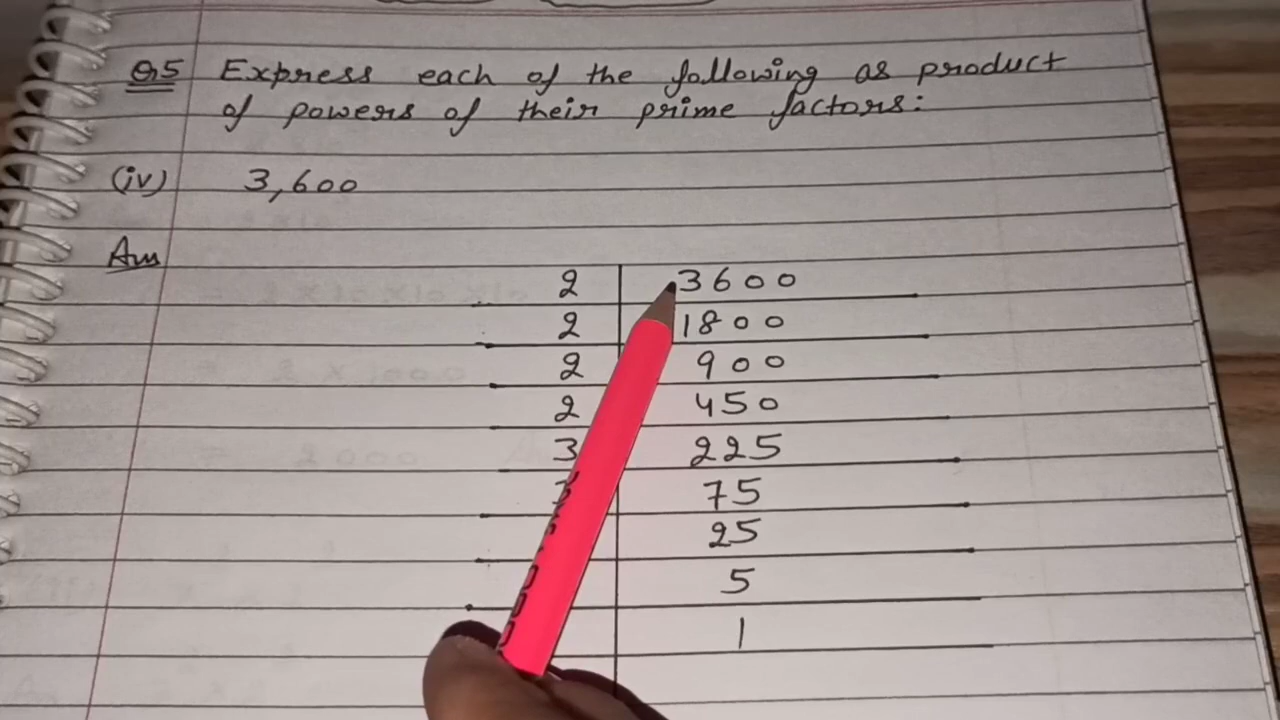 Q5 Express each of the following as product
of powers of their prime factors:
(iv) 3,600
Ans
2 3600
2 1800
2 900
2 450
3 225
75
25
5
1